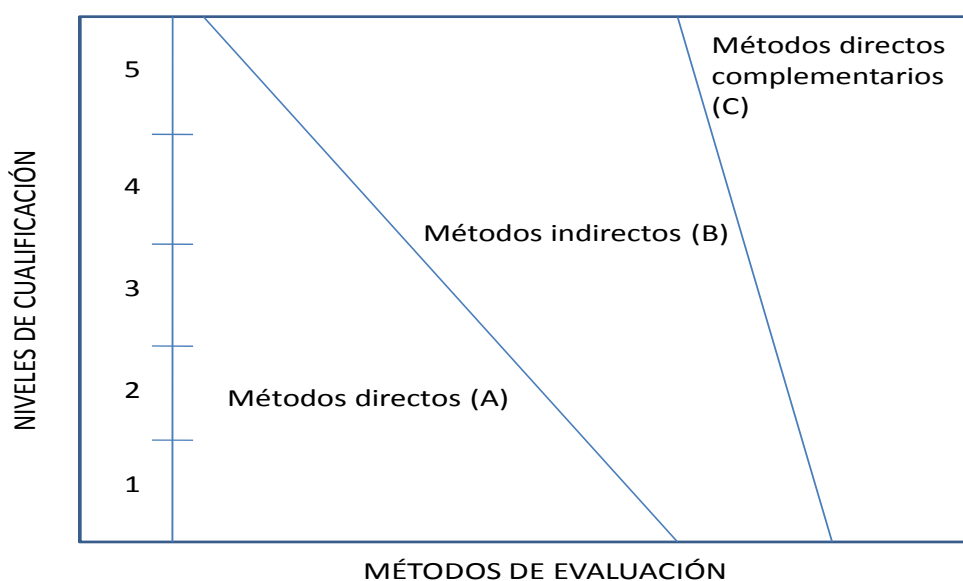 Métodos directos
complementarios
(C)
5
4
Métodos indirectos (B)
3
2
Métodos directos (A)
1
NIVELES DE CUALIFICACIÓN
MÉTODOS DE EVALUACIÓN